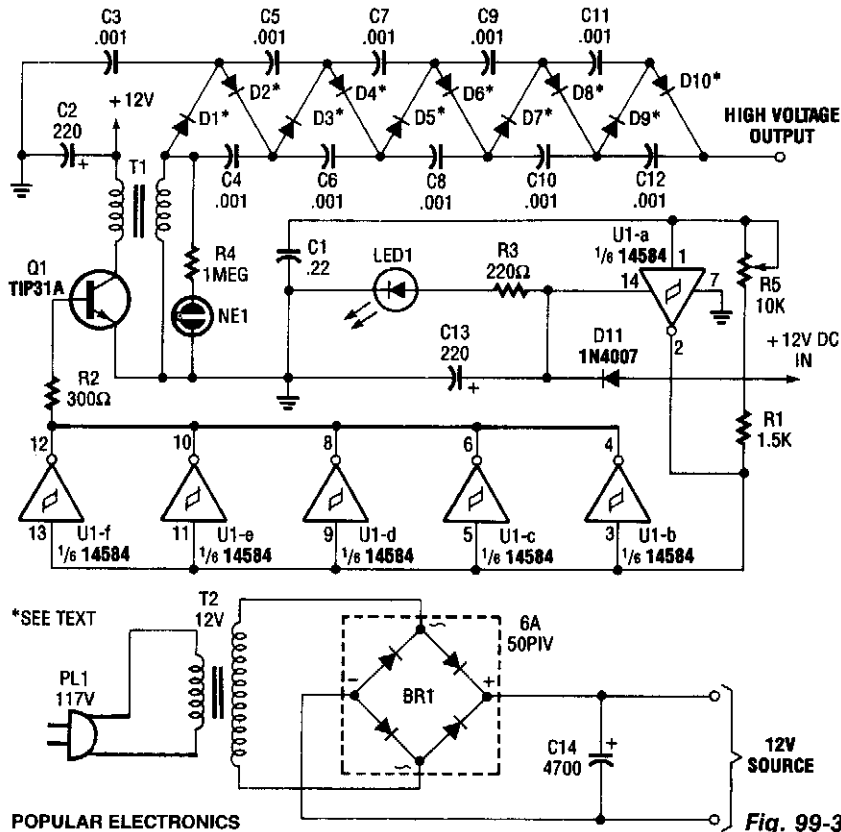 C3
.001
C5
.001
C7
.001
C9
.001
C11
.001
+12V
C2
220
+
D1*
D2*
D3*
D4*
D5*
D6*
D7*
D8*
D9*
D10*
HIGH VOLTAGE
OUTPUT
T1
C4
.001
C6
.001
C8
.001
C10
.001
C12
.001
Q1
TIP31A
R4
1MEG
NE1
C1
.22
LED1
R3
220Ω
U1-a
1/6 14584
14
1
7
2
R5
10K
C13
220
+
D11
1N4007
+12V DC
IN
R2
300Ω
R1
1.5K
12
10
8
6
4
13
11
9
5
3
U1-f
1/6 14584
U1-e
1/6 14584
U1-d
1/6 14584
U1-c
1/6 14584
U1-b
1/6 14584
*SEE TEXT
T2
12V
PL1
117V
6A
50PIV
~
−
BR1
+
~
C14
4700
+
12V
SOURCE
POPULAR ELECTRONICS
Fig. 99-3